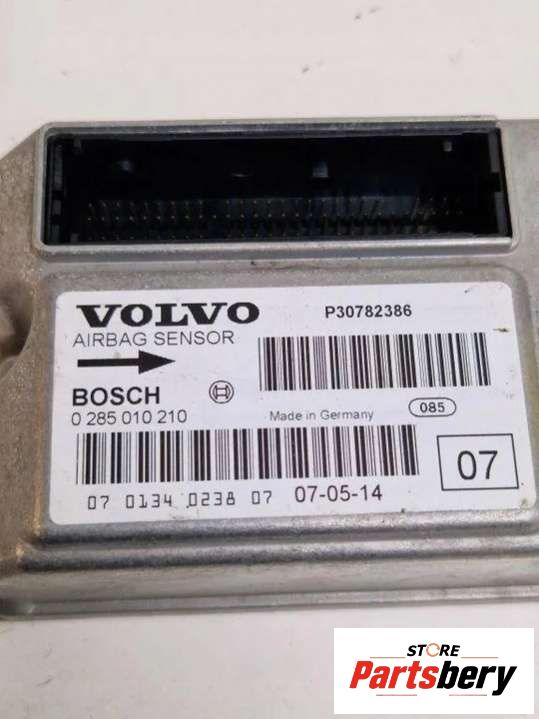 VOLVO
AIRBAG SENSOR
P30782386
BOSCH
0 285 010 210
Made in Germany
085
07
07 0134 0238 07 07-05-14
STORE
Partsbery